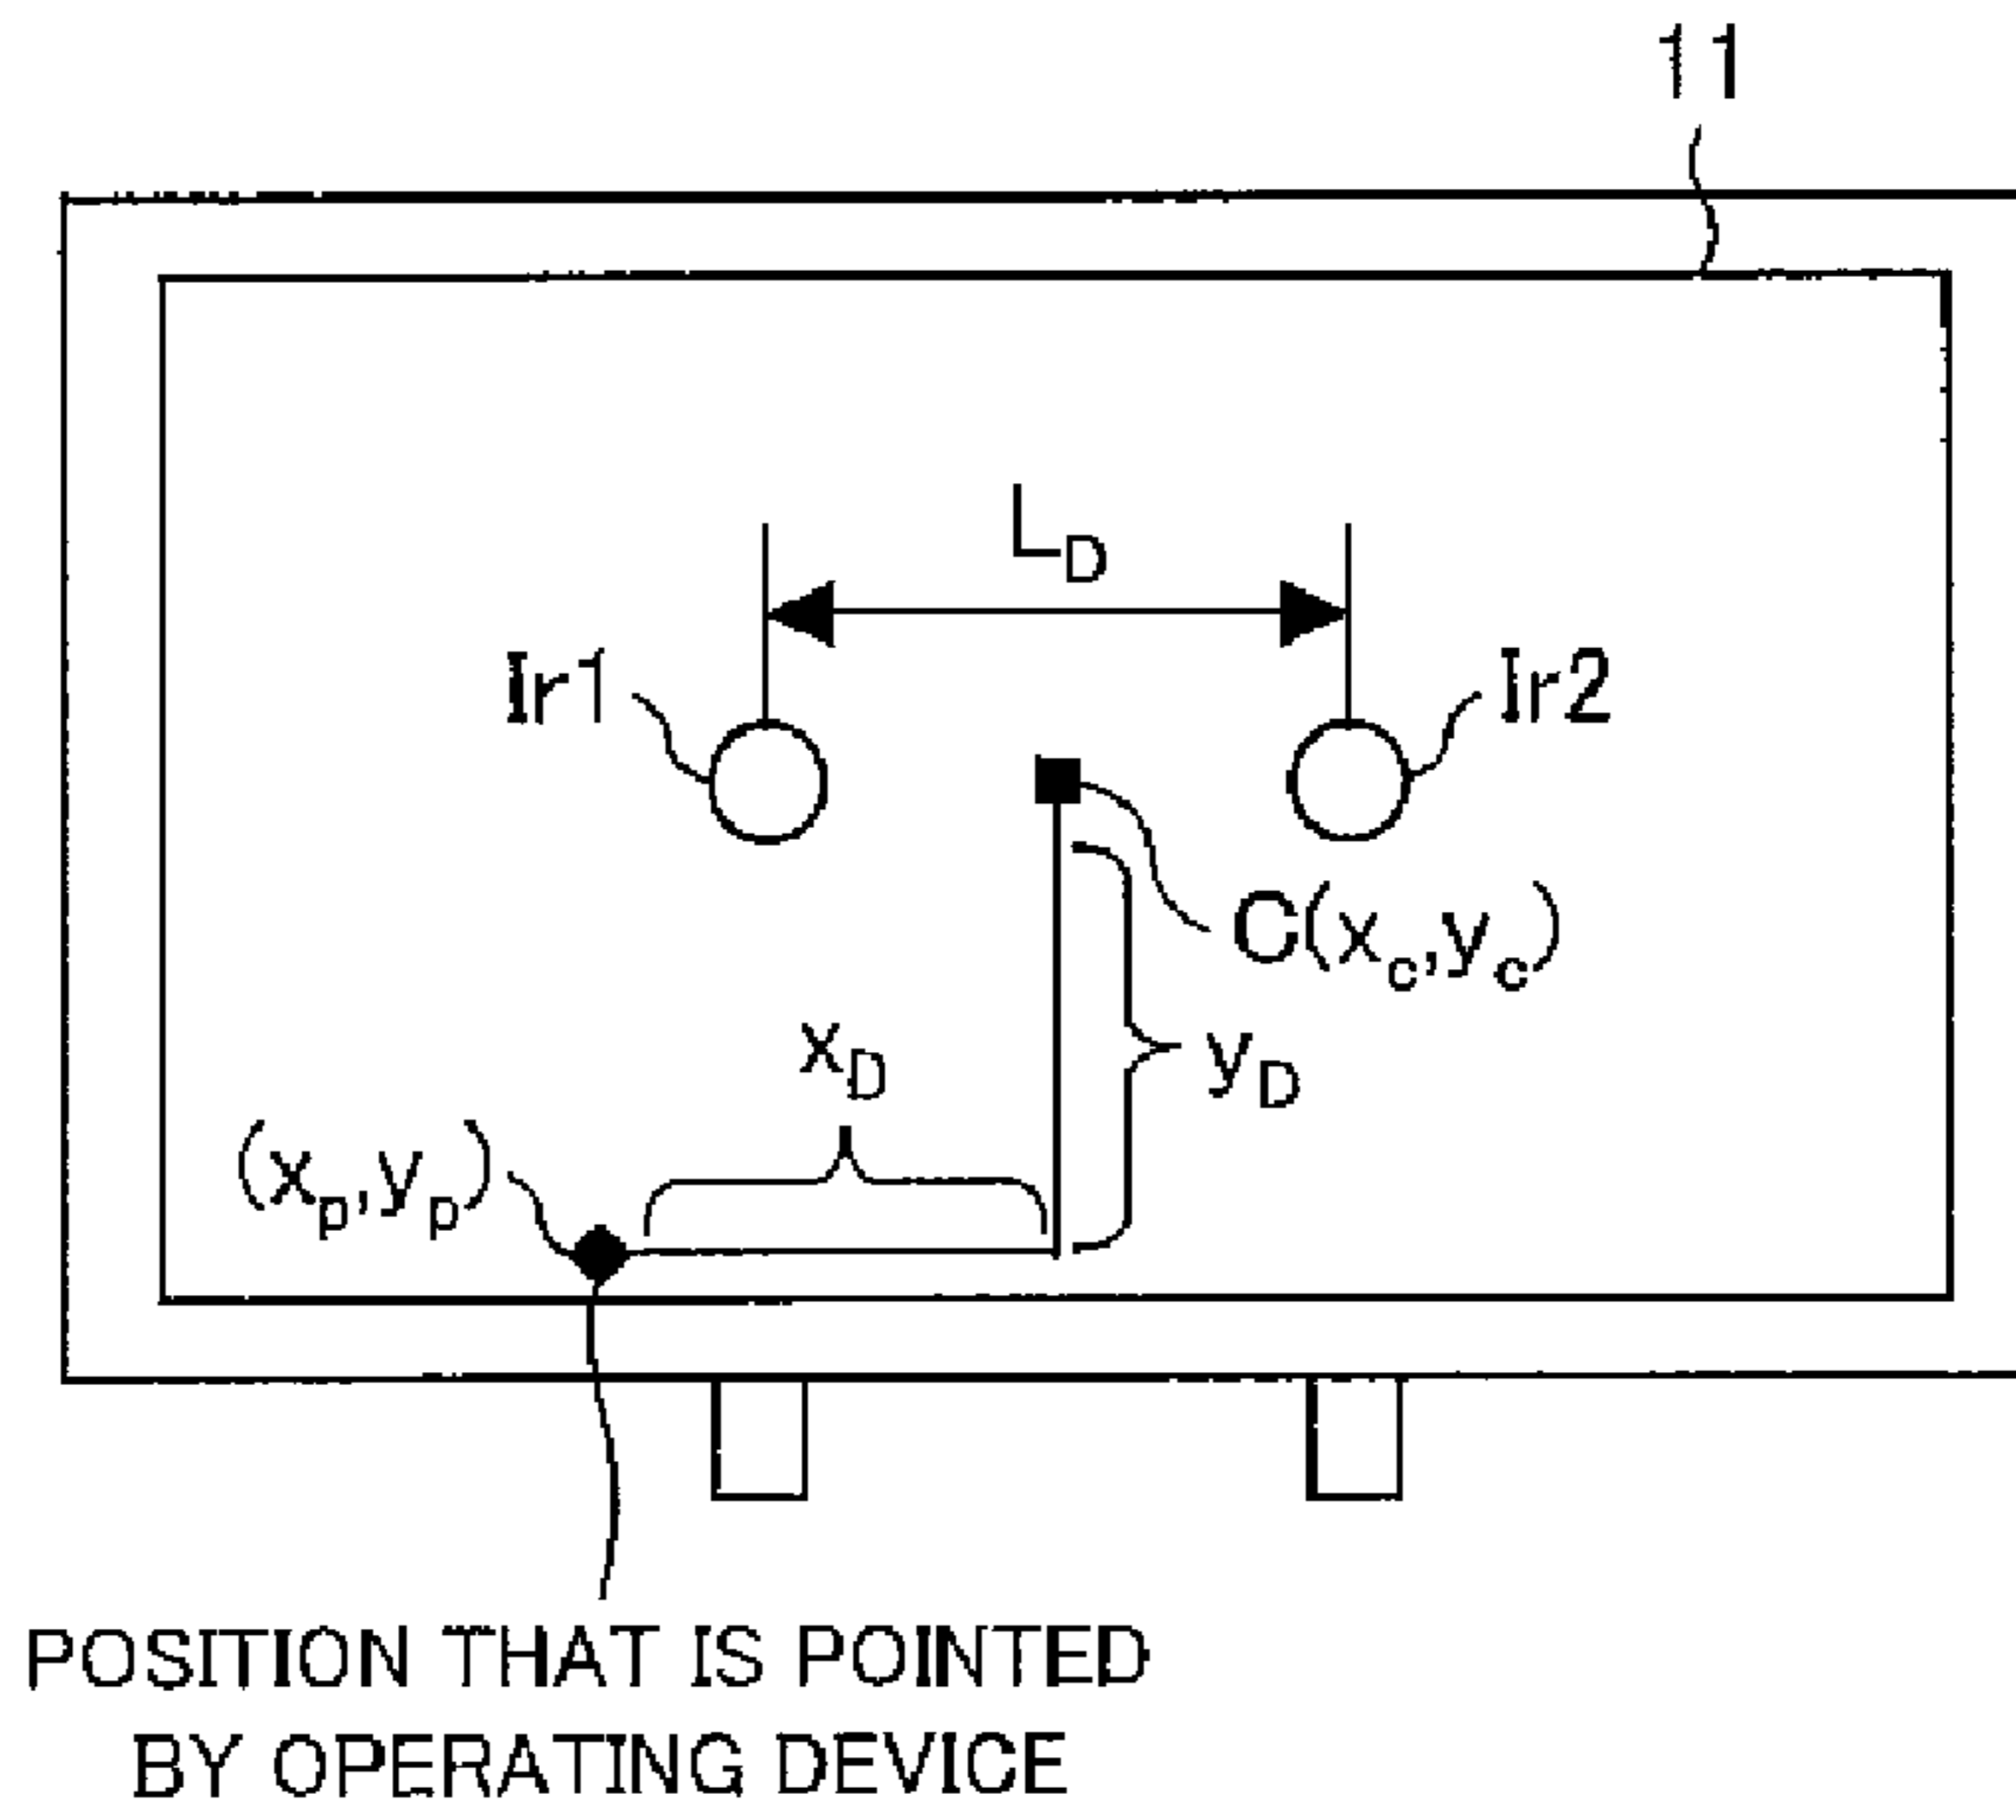 11
L_D
Ir1
Ir2
C(x_c,y_c)
x_D
y_D
(x_p,y_p)
POSITION THAT IS POINTED
BY OPERATING DEVICE